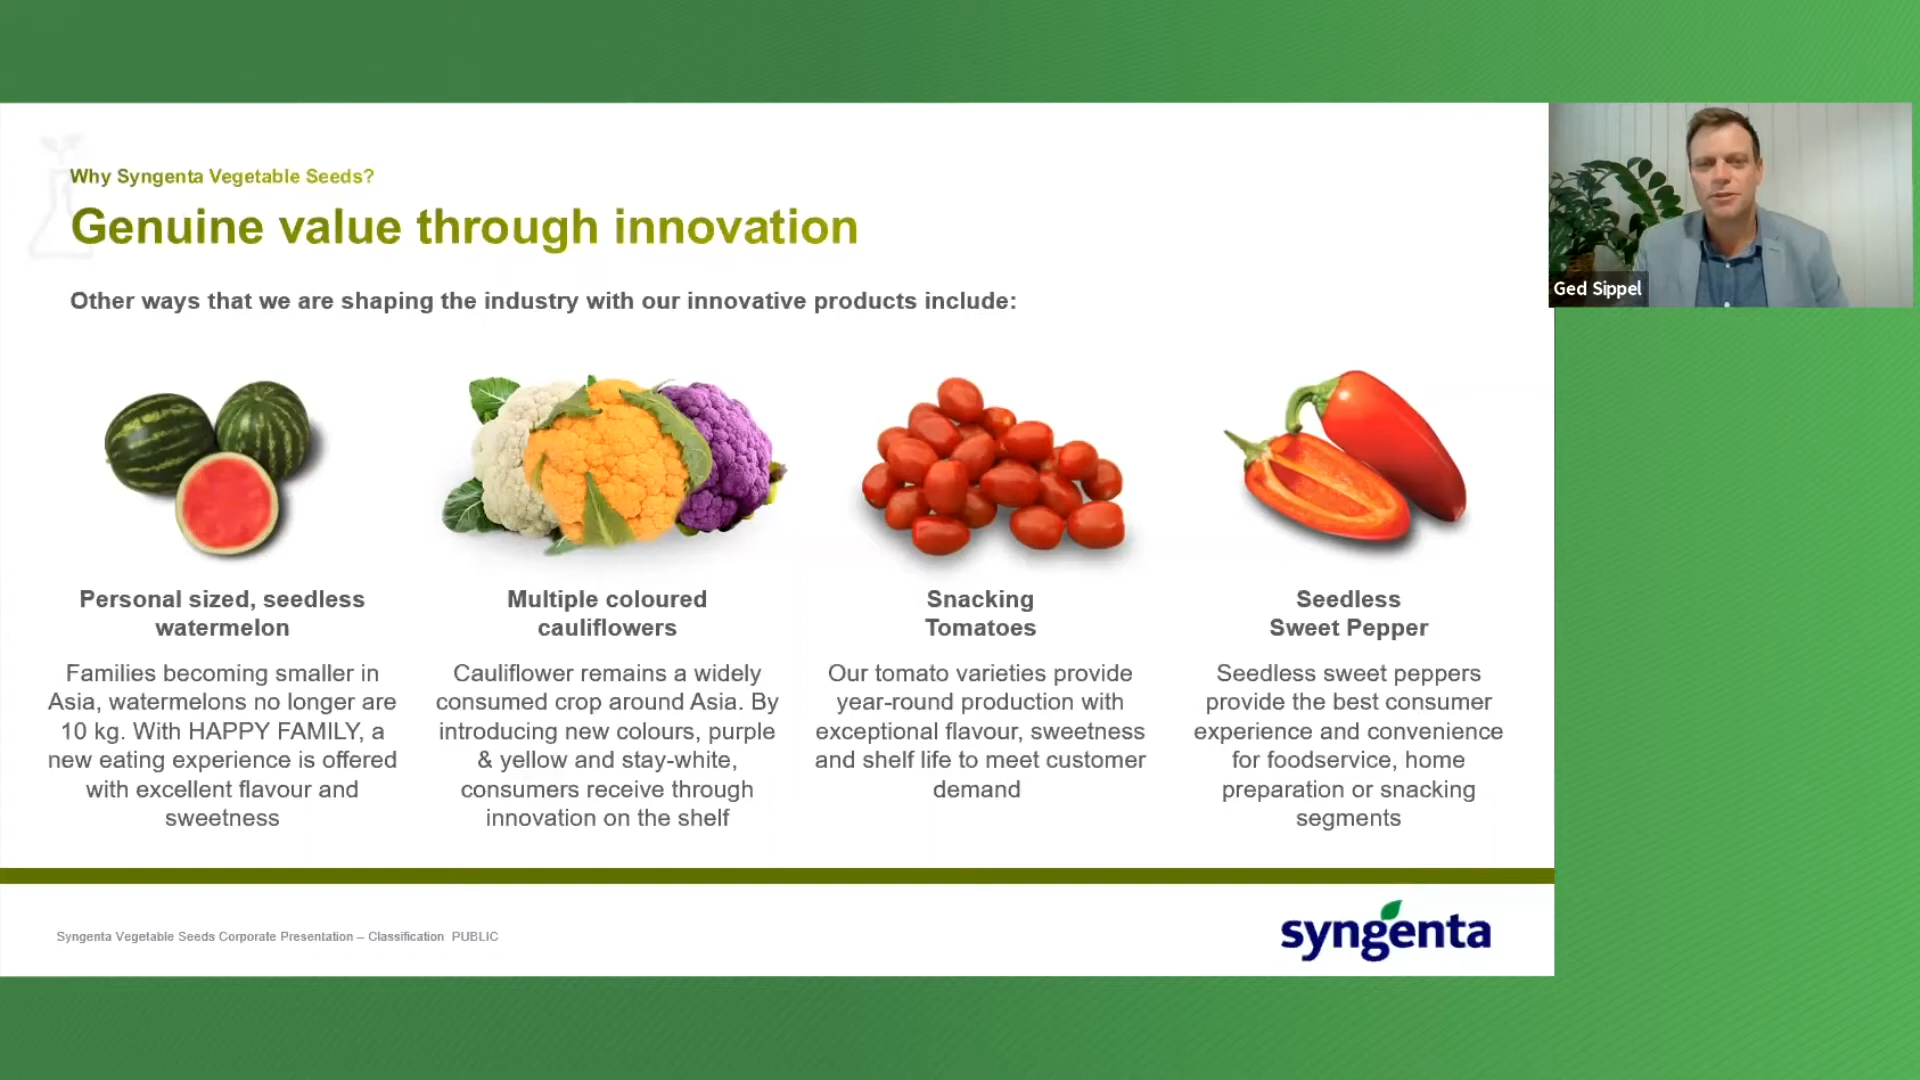 Why Syngenta Vegetable Seeds?
Genuine value through innovation
Other ways that we are shaping the industry with our innovative products include:
Ged Sippel
Personal sized, seedless
watermelon
Families becoming smaller in
Asia, watermelons no longer are
10 kg. With HAPPY FAMILY, a
new eating experience is offered
with excellent flavour and
sweetness
Multiple coloured
cauliflowers
Cauliflower remains a widely
consumed crop around Asia. By
introducing new colours, purple
& yellow and stay-white,
consumers receive through
innovation on the shelf
Snacking
Tomatoes
Our tomato varieties provide
year-round production with
exceptional flavour, sweetness
and shelf life to meet customer
demand
Seedless
Sweet Pepper
Seedless sweet peppers
provide the best consumer
experience and convenience
for foodservice, home
preparation or snacking
segments
Syngenta Vegetable Seeds Corporate Presentation – Classification PUBLIC
syngenta